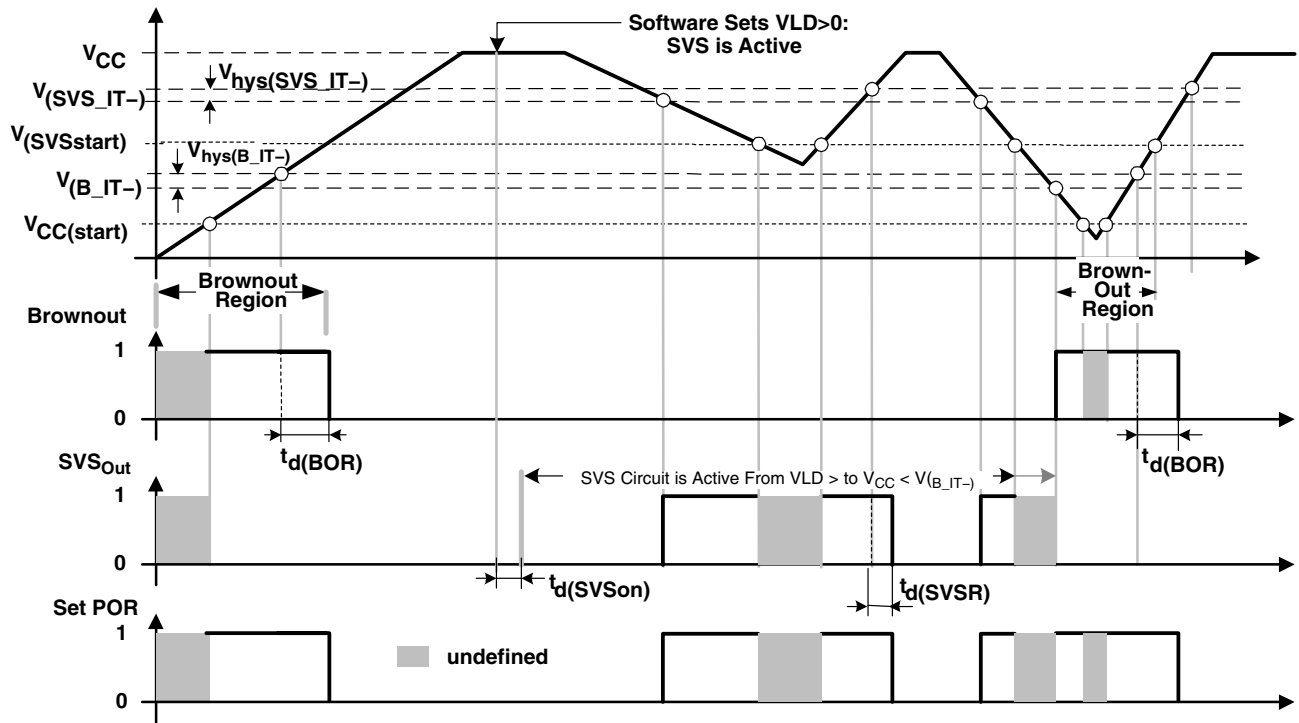 Software Sets VLD>0:
SVS is Active
VCC
Vhys(SVS_IT−)
V(SVS_IT−)
V(SVSstart)
Vhys(B_IT−)
V(B_IT−)
VCC(start)
Brownout
Region
Brown-
Out
Region
Brownout
1
0
td(BOR)
td(BOR)
SVSOut
SVS Circuit is Active From VLD > to VCC < V(B_IT−)
1
0
td(SVSon)
td(SVSR)
Set POR
1
undefined
0